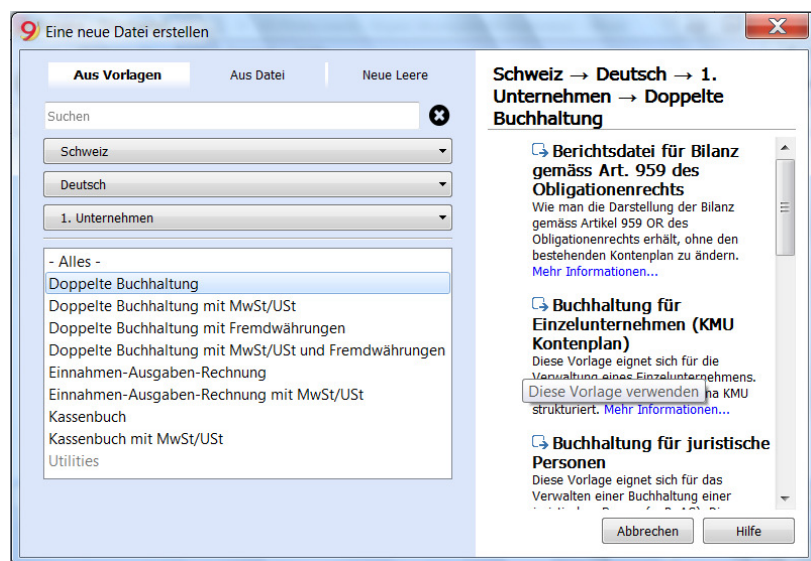 9 Eine neue Datei erstellen
Aus Vorlagen
Aus Datei
Neue Leere
Suchen
Schweiz
Deutsch
1. Unternehmen
- Alles -
Doppelte Buchhaltung
Doppelte Buchhaltung mit MwSt/USt
Doppelte Buchhaltung mit Fremdwährungen
Doppelte Buchhaltung mit MwSt/USt und Fremdwährungen
Einnahmen-Ausgaben-Rechnung
Einnahmen-Ausgaben-Rechnung mit MwSt/USt
Kassenbuch
Kassenbuch mit MwSt/USt
Utilities
Schweiz → Deutsch → 1.
Unternehmen → Doppelte
Buchhaltung
Berichtsdatei für Bilanz
gemäss Art. 959 des
Obligationenrechts
Wie man die Darstellung der Bilanz
gemäss Artikel 959 OR des
Obligationenrechts erhält, ohne den
bestehenden Kontenplan zu ändern.
Mehr Informationen...
Buchhaltung für
Einzelunternehmen (KMU
Kontenplan)
Diese Vorlage eignet sich für die
Verwaltung eines Einzelunternehmens.
Diese Vorlage verwenden
KMU
strukturiert. Mehr Informationen...
Buchhaltung für juristische
Personen
Diese Vorlage eignet sich für das
Verwalten einer Buchhaltung einer
Abbrechen
Hilfe